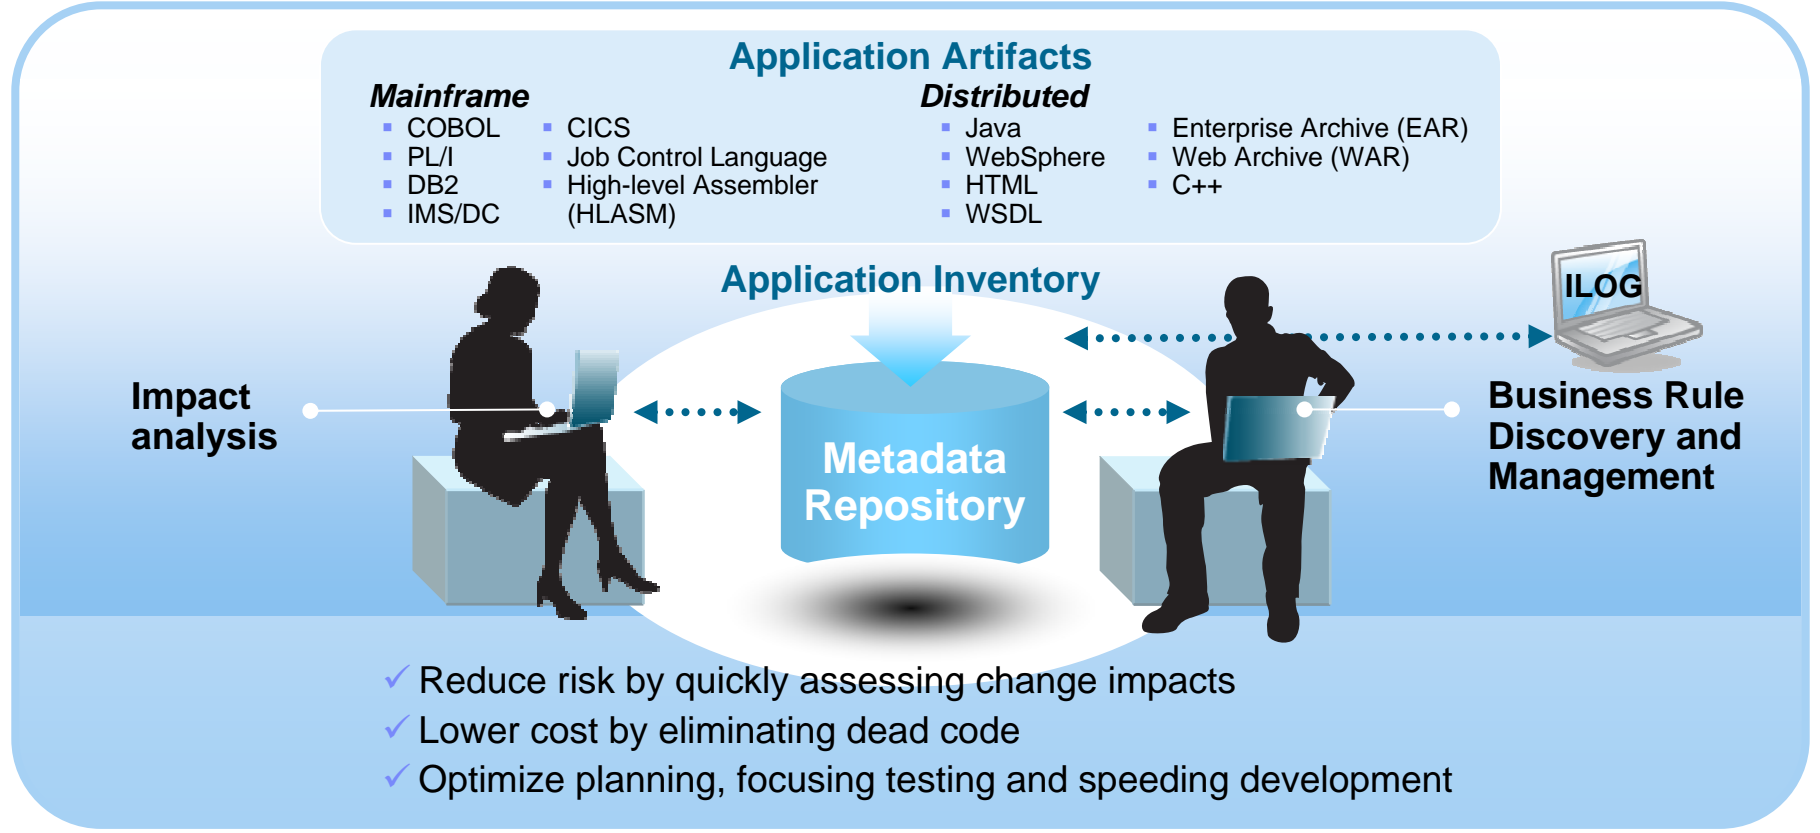 Application Artifacts
Mainframe
COBOL
PL/I
DB2
IMS/DC
CICS
Job Control Language
High-level Assembler
(HLASM)
Distributed
Java
WebSphere
HTML
WSDL
Enterprise Archive (EAR)
Web Archive (WAR)
C++
Application Inventory
ILOG
Impact
analysis
Metadata
Repository
Business Rule
Discovery and
Management
Reduce risk by quickly assessing change impacts
Lower cost by eliminating dead code
Optimize planning, focusing testing and speeding development